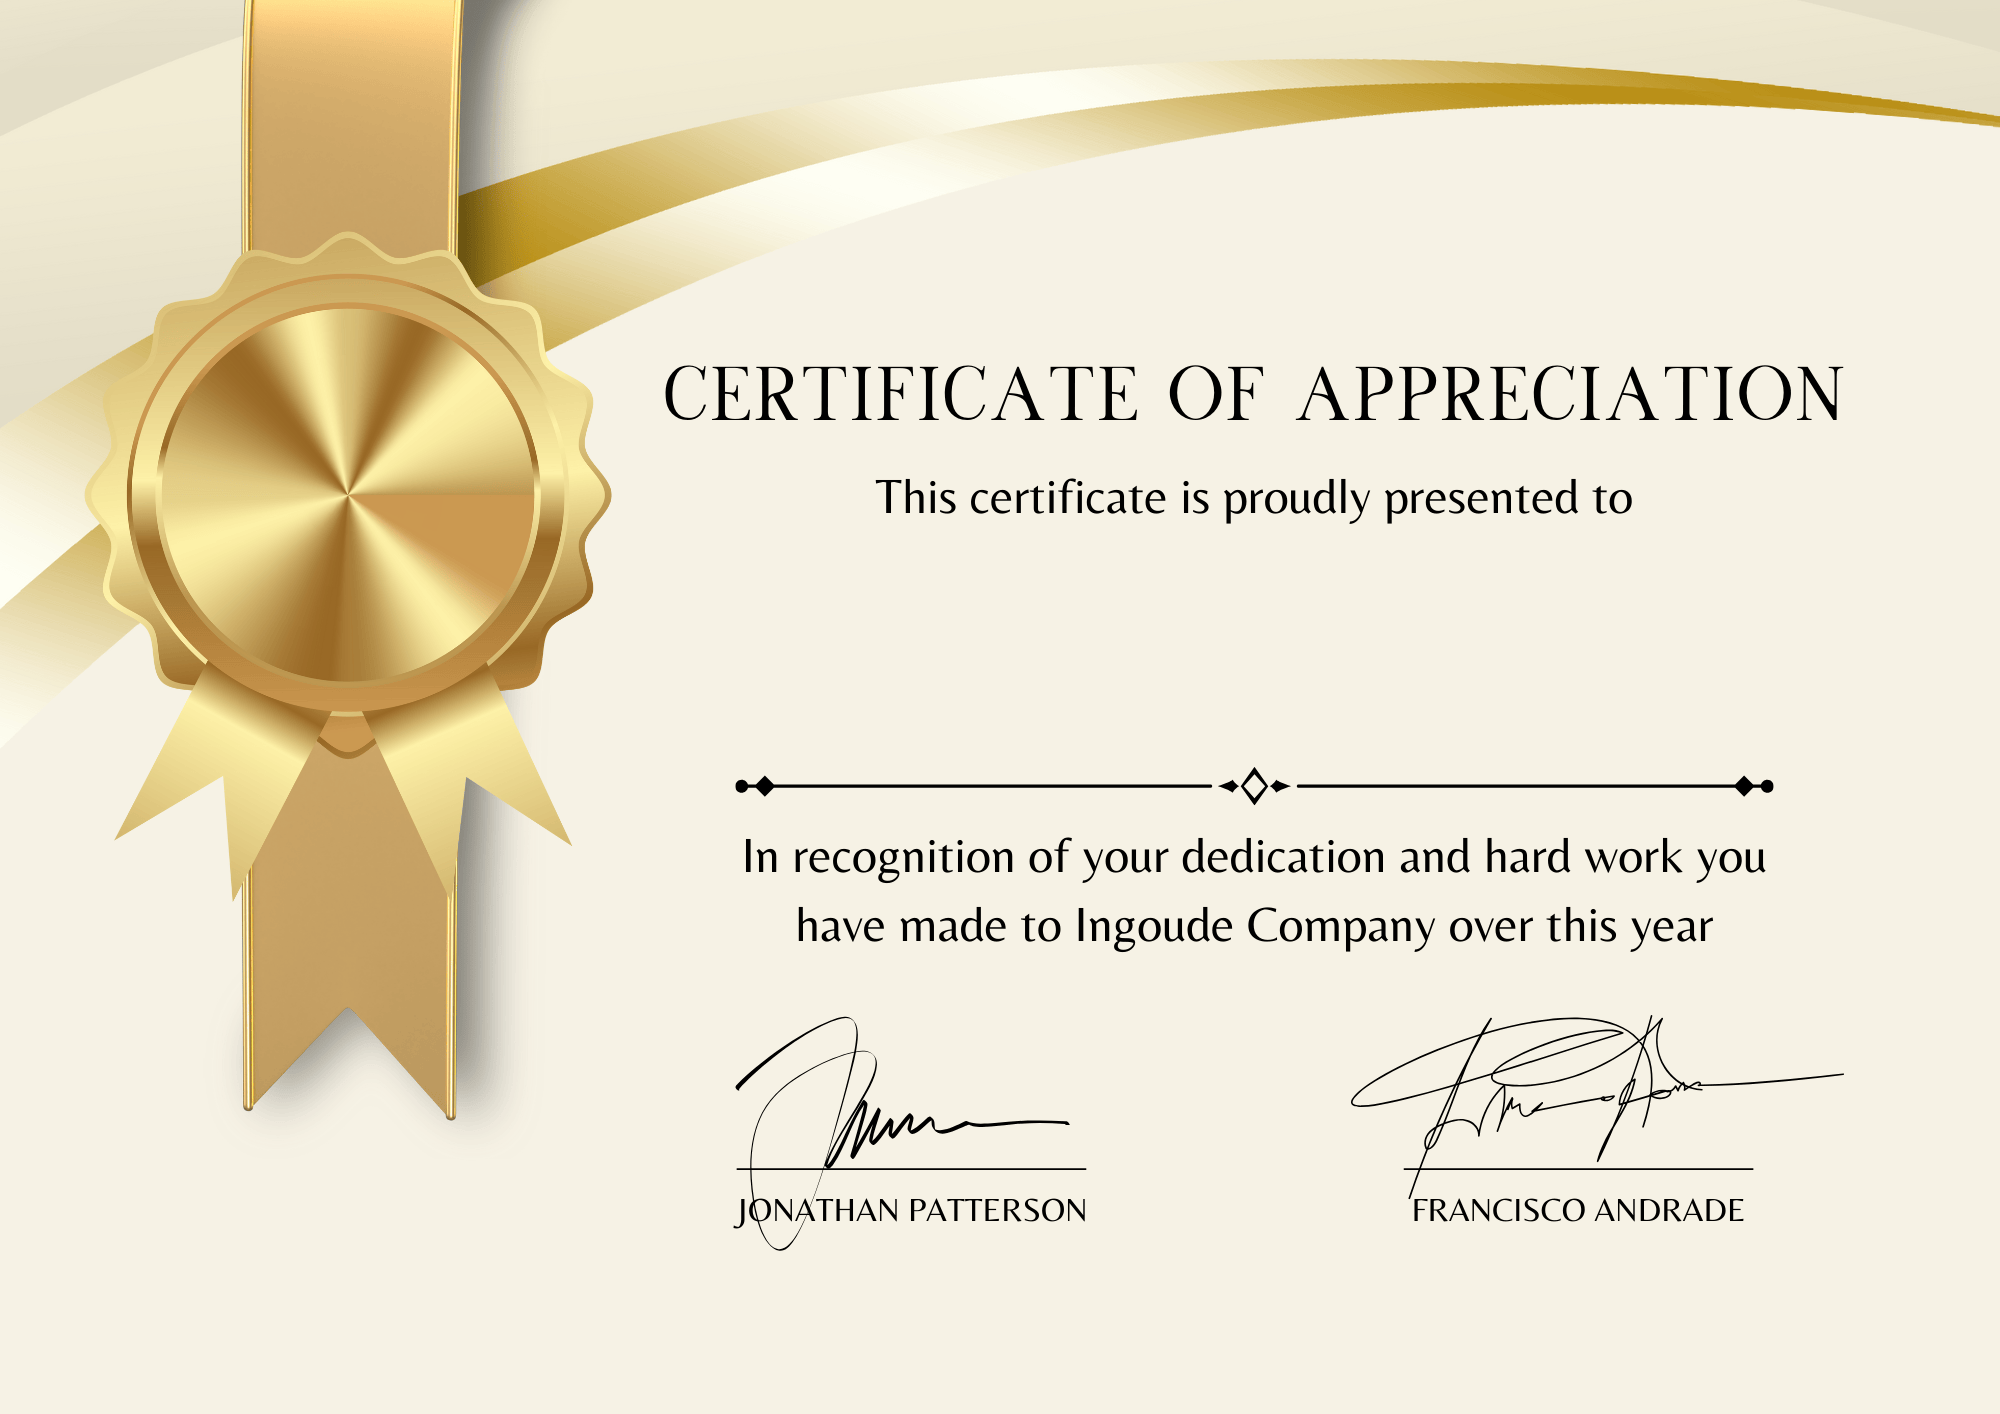 CERTIFICATE OF APPRECIATION
This certificate is proudly presented to
In recognition of your dedication and hard work you
have made to Ingoude Company over this year
JONATHAN PATTERSON
FRANCISCO ANDRADE